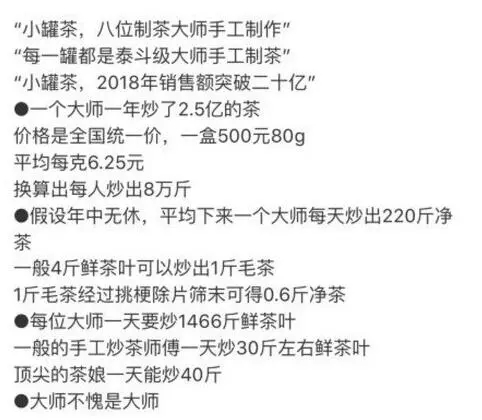 “小罐茶，八位制茶大师手工制作”
“每一罐都是泰斗级大师手工制茶”
“小罐茶，2018年销售额突破二十亿”
●一个大师一年炒了2.5亿的茶
价格是全国统一价，一盒500元80g
平均每克6.25元
换算出每人炒出8万斤
●假设年中无休，平均下来一个大师每天炒出220斤净
茶
一般4斤鲜茶叶可以炒出1斤毛茶
1斤毛茶经过挑梗除片筛末可得0.6斤净茶
●每位大师一天要炒1466斤鲜茶叶
一般的手工炒茶师傅一天炒30斤左右鲜茶叶
顶尖的茶娘一天能炒40斤
●大师不愧是大师